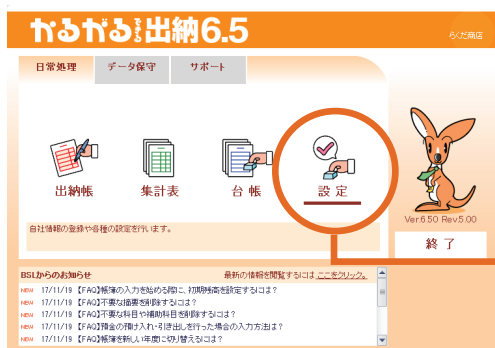 かるがるできる出納6.5
らくだ商店
日常処理 データ保守 サポート
出納帳 集計表 台 帳 設 定
Ver.6.50 Rev5.00
自社情報の登録や各種の設定を行います。
終 了
BSLからのお知らせ 最新の情報を閲覧するには ここをクリック。
NEW 17/11/19 【FAQ】帳簿の入力を始める際に、初期残高を設定するには？
NEW 17/11/19 【FAQ】不要な摘要を削除するには？
NEW 17/11/19 【FAQ】不要な科目や補助科目を削除するには？
NEW 17/11/19 【FAQ】預金の預け入れ・引き出しを行った場合の入力方法は？
NEW 17/11/19 【FAQ】帳簿を新しい年度に切り替えるには？